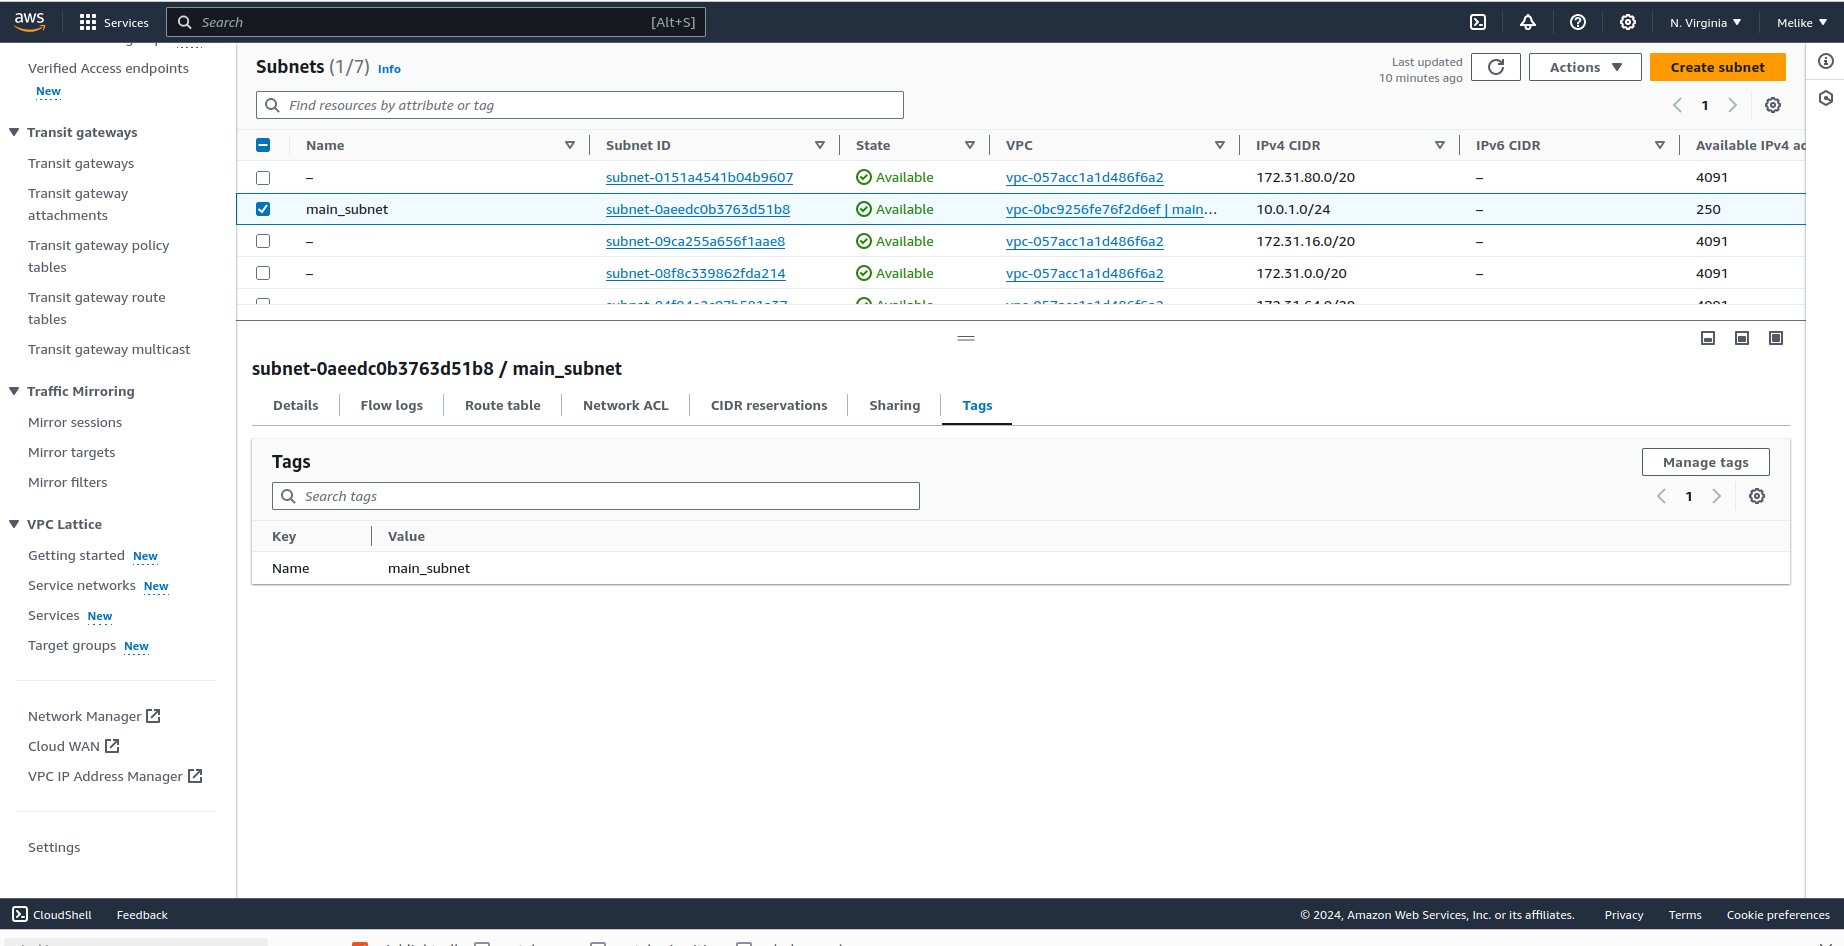 aws
Services
Search
[Alt+S]
N. Virginia
Melike
Verified Access endpoints
New
Transit gateways
Transit gateways
Transit gateway
attachments
Transit gateway policy
tables
Transit gateway route
tables
Transit gateway multicast
Traffic Mirroring
Mirror sessions
Mirror targets
Mirror filters
VPC Lattice
Getting started New
Service networks New
Services New
Target groups New
Network Manager
Cloud WAN
VPC IP Address Manager
Settings
Subnets (1/7) Info
Last updated
10 minutes ago
Actions
Create subnet
Find resources by attribute or tag
1
Name Subnet ID State VPC IPv4 CIDR IPv6 CIDR Available IPv4 ad
– subnet-0151a4541b04b9607 Available vpc-057acc1a1d486f6a2 172.31.80.0/20 – 4091
main_subnet subnet-0aeedc0b3763d51b8 Available vpc-0bc9256fe76f2d6ef | main… 10.0.1.0/24 – 250
– subnet-09ca255a656f1aae8 Available vpc-057acc1a1d486f6a2 172.31.16.0/20 – 4091
– subnet-08f8c339862fda214 Available vpc-057acc1a1d486f6a2 172.31.0.0/20 – 4091
Available vpc-057acc1a1d486f6a2 172.31.64.0/20 4091
subnet-0aeedc0b3763d51b8 / main_subnet
Details Flow logs Route table Network ACL CIDR reservations Sharing Tags
Tags
Manage tags
Search tags
1
Key Value
Name main_subnet
CloudShell Feedback © 2024, Amazon Web Services, Inc. or its affiliates. Privacy Terms Cookie preferences